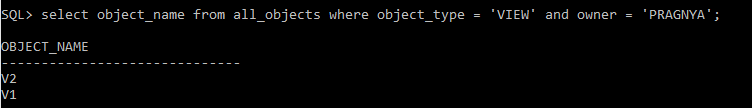 SQL> select object_name from all_objects where object_type = 'VIEW' and owner = 'PRAGNYA';
OBJECT_NAME
------------------------------
V2
V1